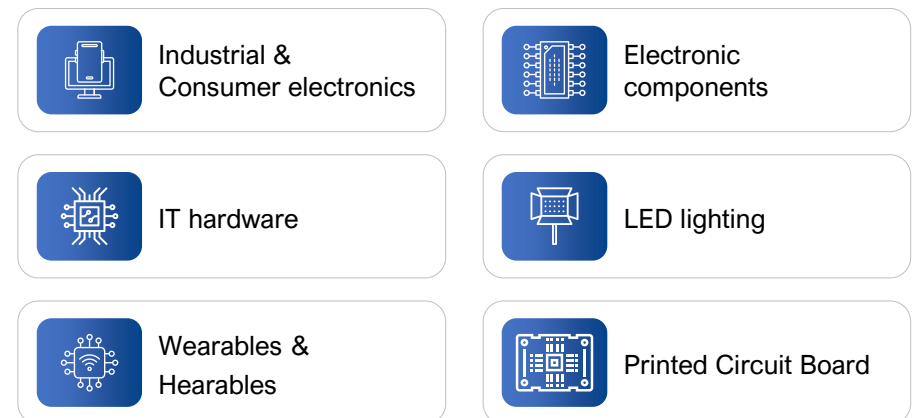 Industrial &
Consumer electronics
Electronic
components
IT hardware
LED lighting
Wearables &
Hearables
Printed Circuit Board